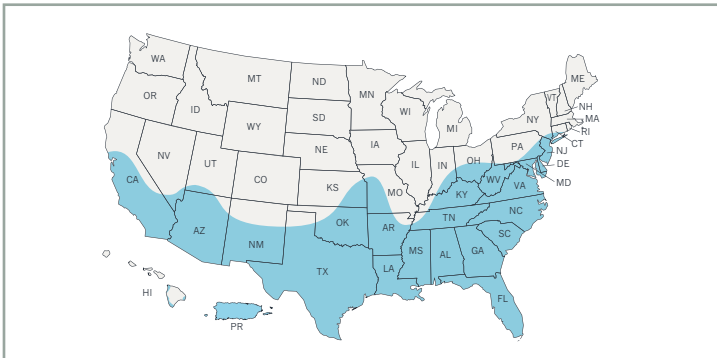 WA
MT
ND
MN
ME
OR
ID
SD
WI
VT
NH
WY
MI
NY
MA
RI
CT
NV
UT
NE
IA
IL
IN
OH
PA
NJ
CO
KS
MO
WV
DE
CA
KY
VA
MD
OK
AR
TN
NC
AZ
NM
SC
MS
AL
GA
TX
LA
FL
HI
PR